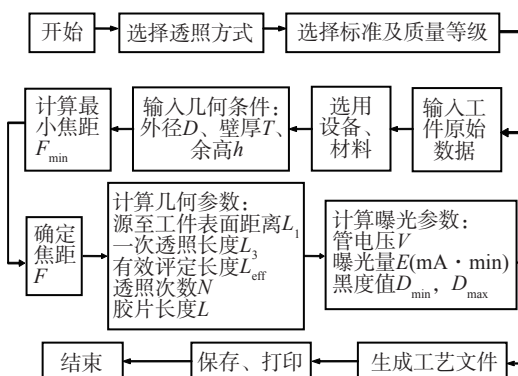 开始
选择透照方式
选择标准及质量等级
输入工
件原始
数据
选用
设备、
材料
输入几何条件：
外径D、壁厚T、
余高h
计算最
小焦距
Fmin
确定
焦距
F
计算几何参数：
源至工件表面距离L1
一次透照长度L3
有效评定长度Leff
透照次数N
胶片长度L
计算曝光参数：
管电压V
曝光量E(mA·min)
黑度值Dmin，Dmax
生成工艺文件
保存、打印
结束